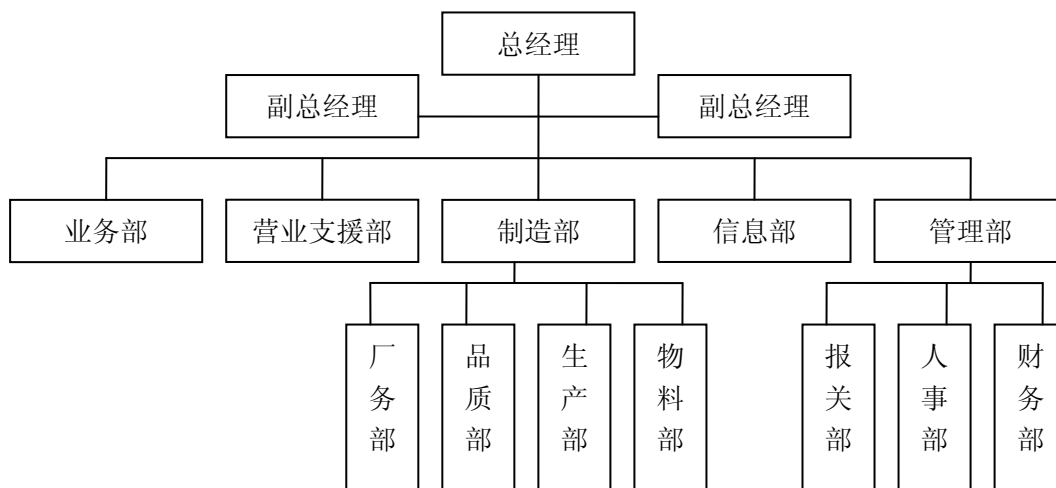 总经理
副总经理
副总经理
业务部
营业支援部
制造部
信息部
管理部
厂务部
品质部
生产部
物料部
报关部
人事部
财务部